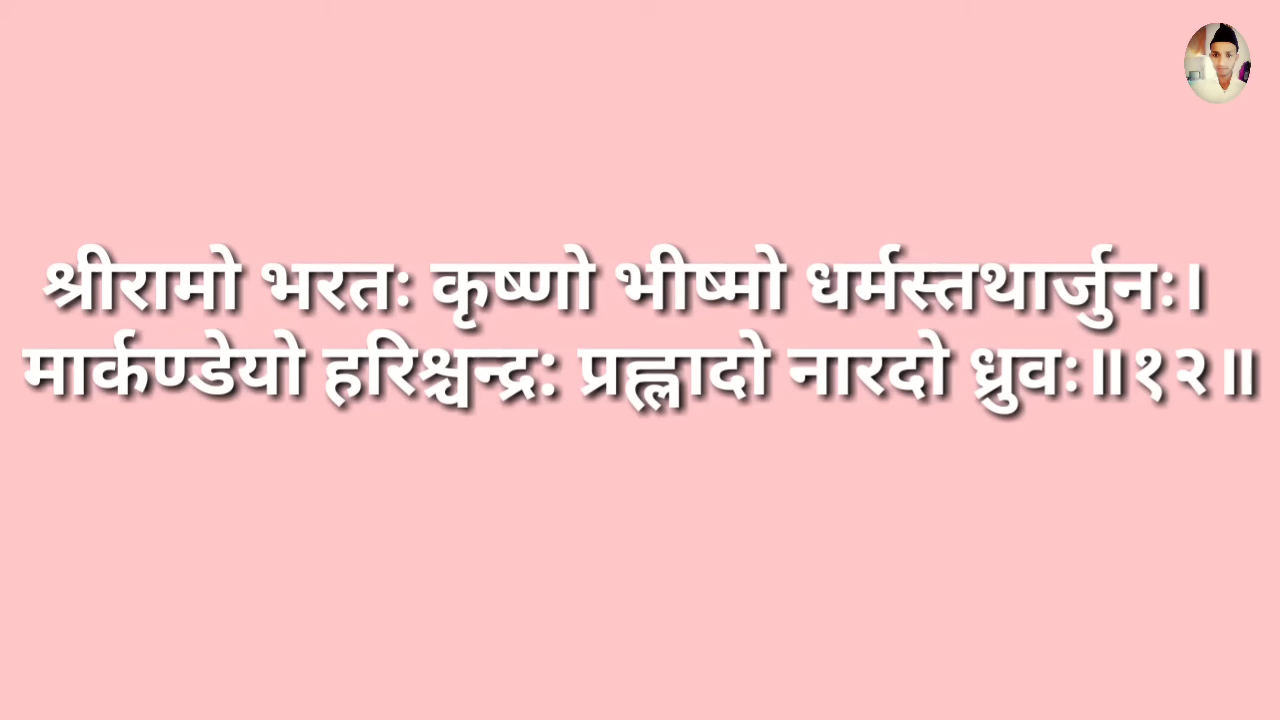 श्रीरामो भरतः कृष्णो भीष्मो धर्मस्तथार्जुनः।
मार्कण्डेयो हरिश्चन्द्र: प्रह्लादो नारदो ध्रुवः॥१२॥